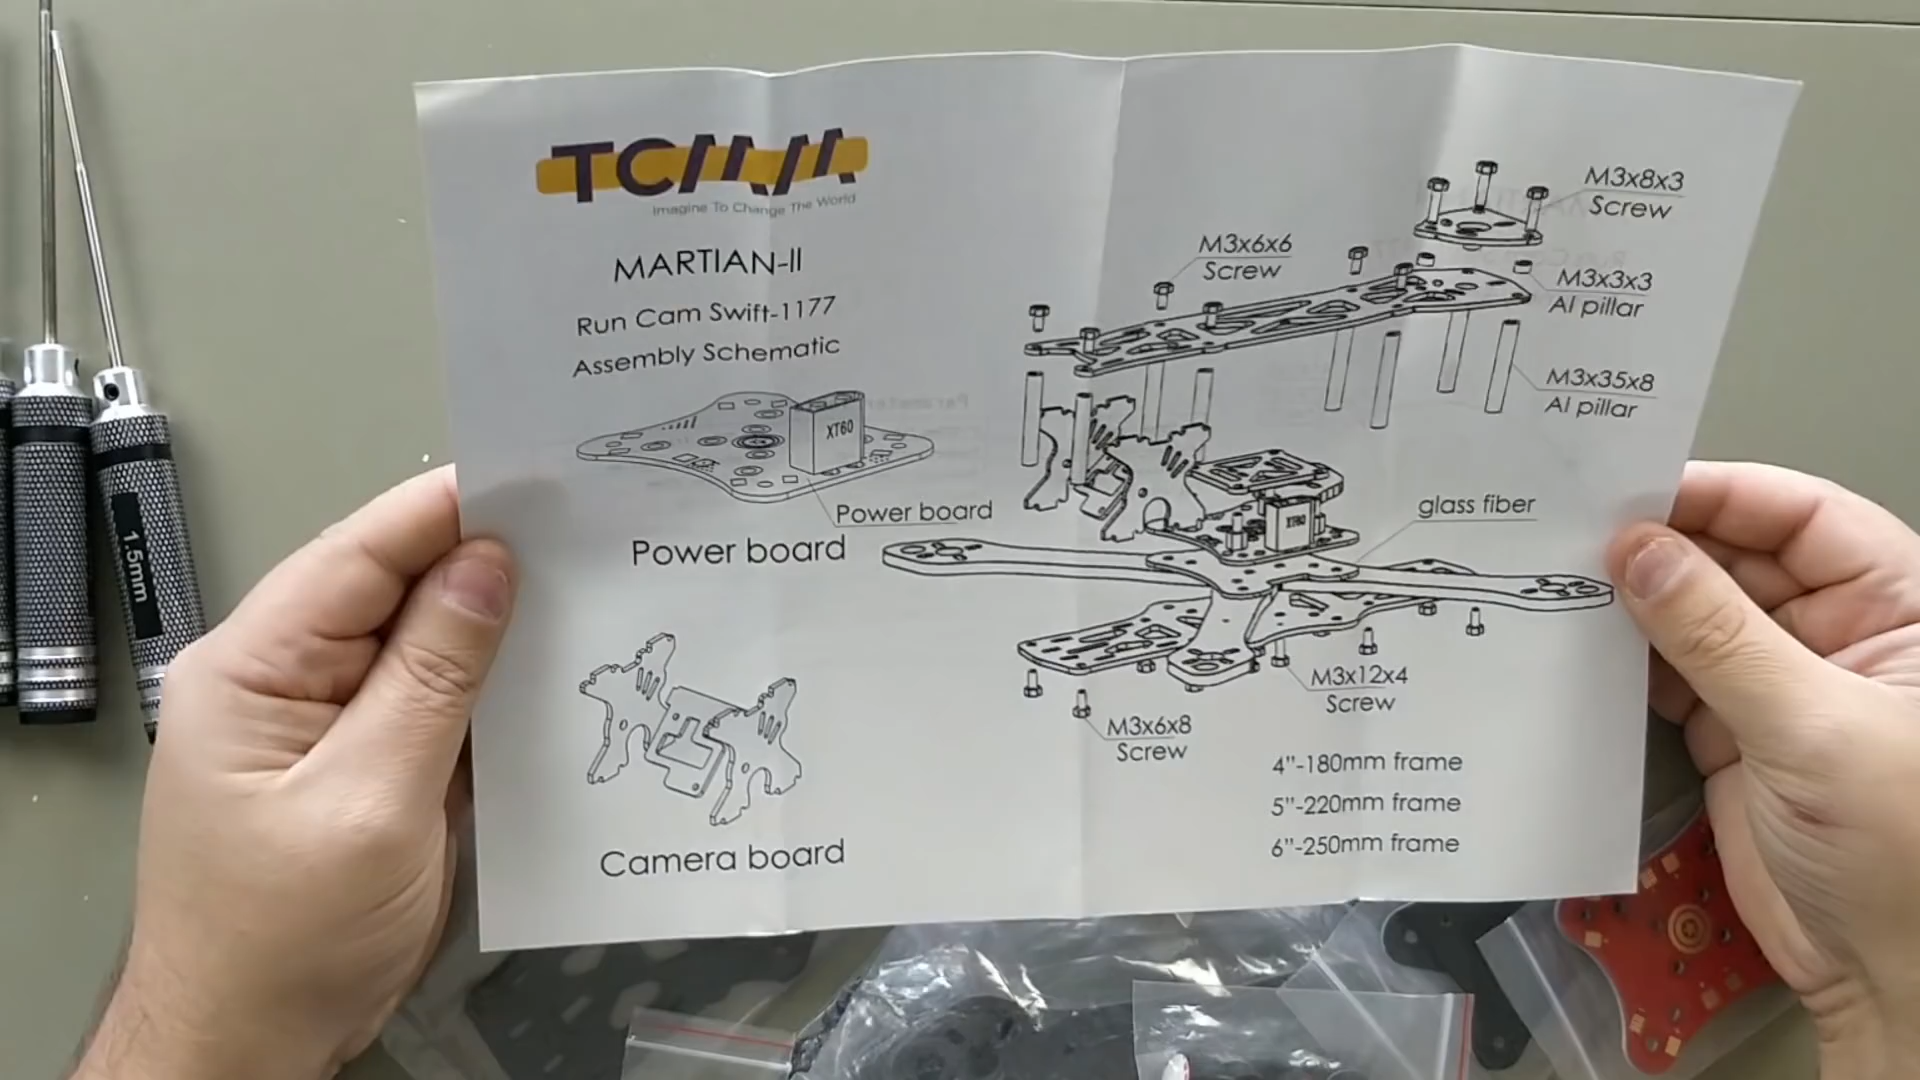 TCMM
Imagine To Change The World
MARTIAN-II
Run Cam Swift-1177
Assembly Schematic
XT60
Power board
Power board
Camera board
M3x8x3
Screw
M3x6x6
Screw
M3x3x3
Al pillar
M3x35x8
Al pillar
glass fiber
XT60
M3x12x4
Screw
M3x6x8
Screw
4"-180mm frame
5"-220mm frame
6"-250mm frame
1.5mm